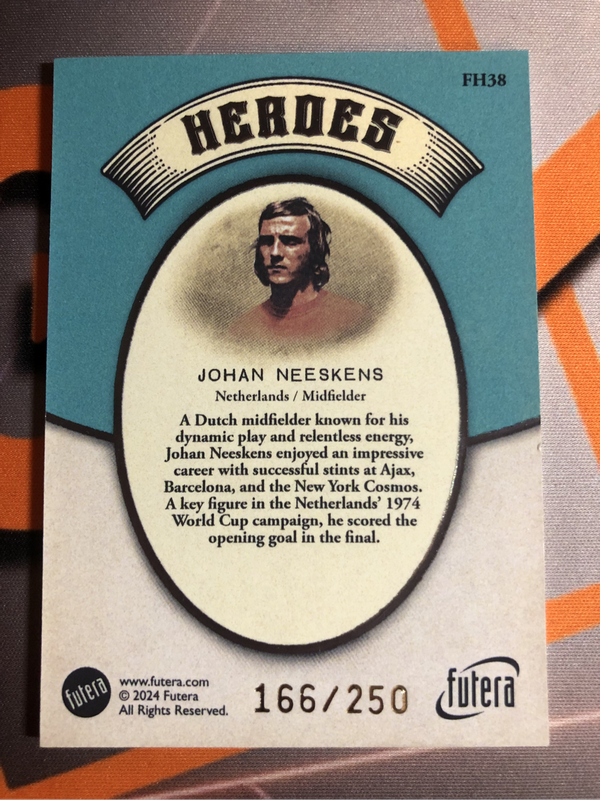 FH38
HEROES
JOHAN NEESKENS
Netherlands / Midfielder
A Dutch midfielder known for his
dynamic play and relentless energy,
Johan Neeskens enjoyed an impressive
career with successful stints at Ajax,
Barcelona, and the New York Cosmos.
A key figure in the Netherlands' 1974
World Cup campaign, he scored the
opening goal in the final.
futera
www.futera.com
© 2024 Futera
All Rights Reserved.
166/250
futera